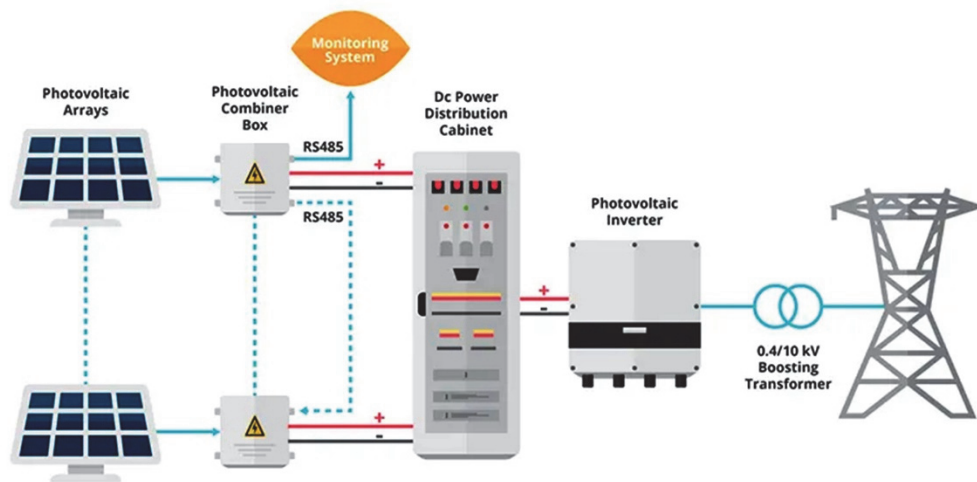 Monitoring
System
Photovoltaic
Arrays
Photovoltaic
Combiner
Box
Dc Power
Distribution
Cabinet
RS485
+
-
RS485
Photovoltaic
Inverter
+
-
0.4/10 kV
Boosting
Transformer
+
-